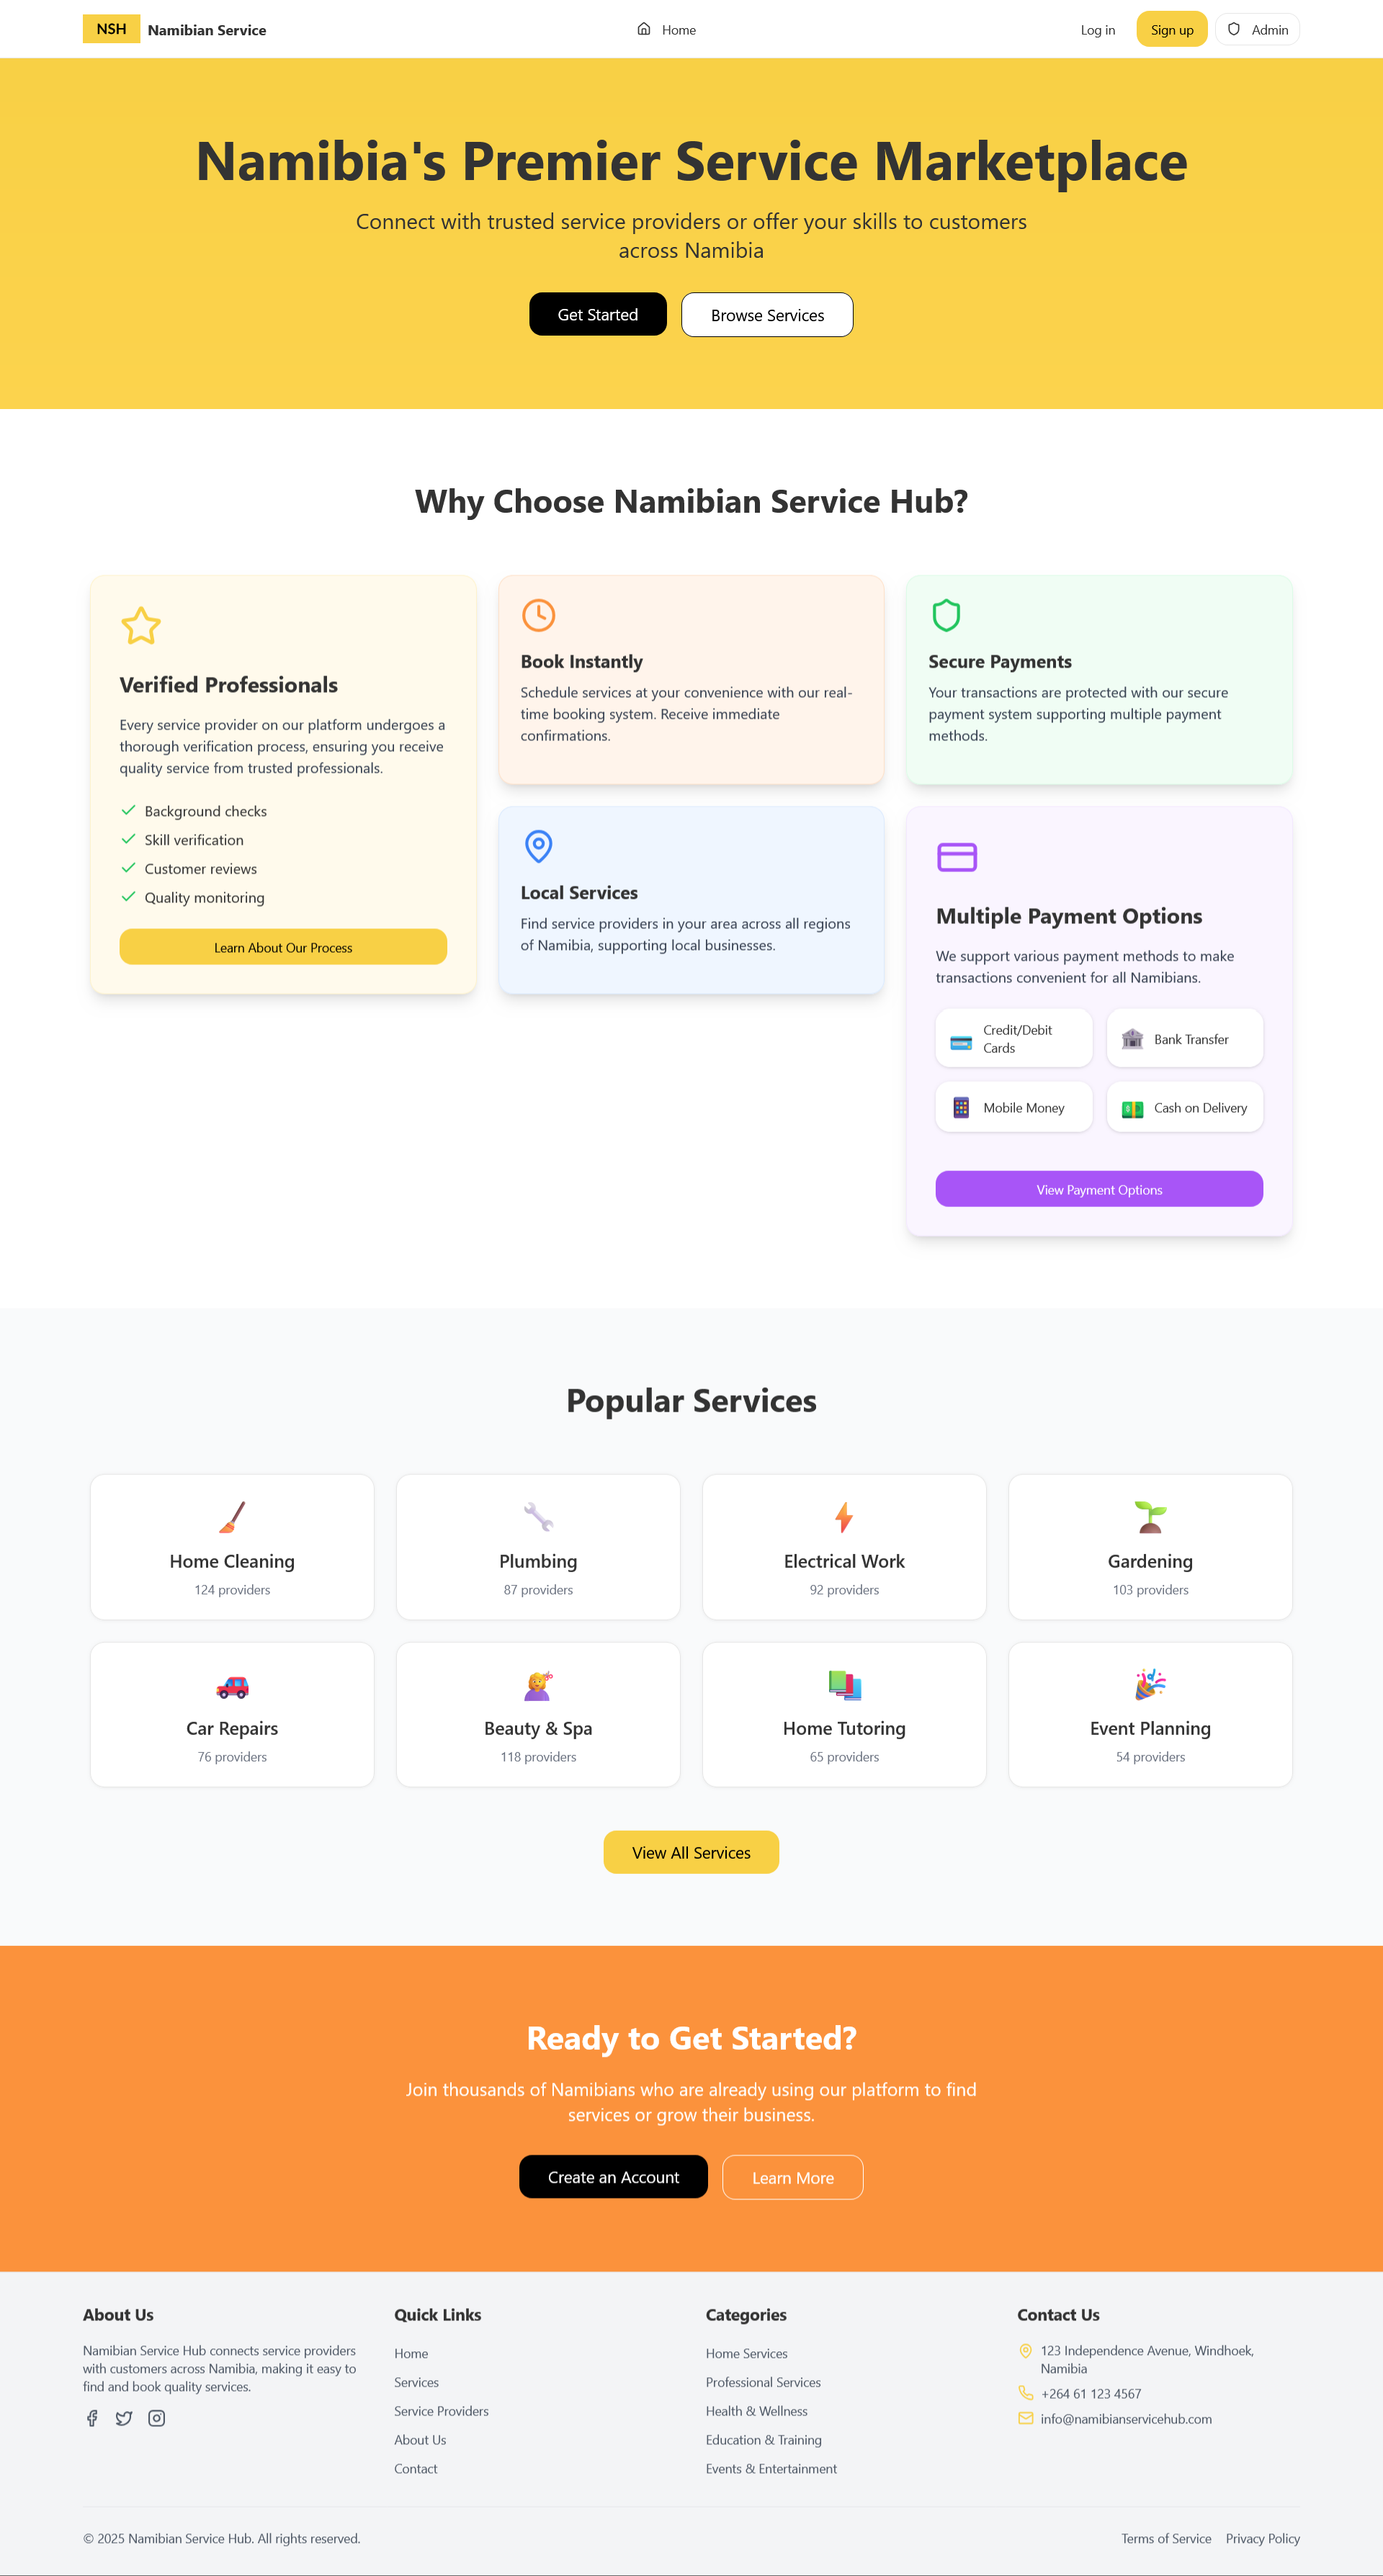 NSH
Namibian Service
Home
Log in
Sign up
Admin
Namibia's Premier Service Marketplace
Connect with trusted service providers or offer your skills to customers
across Namibia
Get Started
Browse Services
Why Choose Namibian Service Hub?
Verified Professionals
Every service provider on our platform undergoes a
thorough verification process, ensuring you receive
quality service from trusted professionals.
Background checks
Skill verification
Customer reviews
Quality monitoring
Learn About Our Process
Book Instantly
Schedule services at your convenience with our real-
time booking system. Receive immediate
confirmations.
Secure Payments
Your transactions are protected with our secure
payment system supporting multiple payment
methods.
Local Services
Find service providers in your area across all regions
of Namibia, supporting local businesses.
Multiple Payment Options
We support various payment methods to make
transactions convenient for all Namibians.
Credit/Debit
Cards
Bank Transfer
Mobile Money
Cash on Delivery
View Payment Options
Popular Services
Home Cleaning
124 providers
Plumbing
87 providers
Electrical Work
92 providers
Gardening
103 providers
Car Repairs
76 providers
Beauty & Spa
118 providers
Home Tutoring
65 providers
Event Planning
54 providers
View All Services
Ready to Get Started?
Join thousands of Namibians who are already using our platform to find
services or grow their business.
Create an Account
Learn More
About Us
Namibian Service Hub connects service providers
with customers across Namibia, making it easy to
find and book quality services.
Quick Links
Home
Services
Service Providers
About Us
Contact
Categories
Home Services
Professional Services
Health & Wellness
Education & Training
Events & Entertainment
Contact Us
123 Independence Avenue, Windhoek,
Namibia
+264 61 123 4567
info@namibianservicehub.com
© 2025 Namibian Service Hub. All rights reserved.
Terms of Service
Privacy Policy